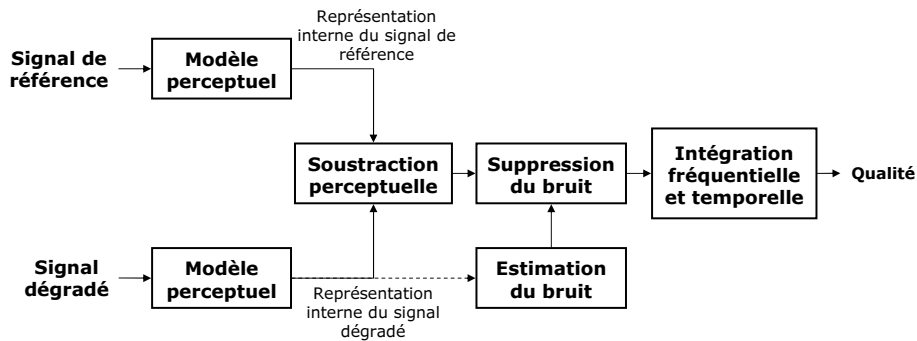 Représentation
interne du signal de
référence
Signal de
référence
Modèle
perceptuel
Soustraction
perceptuelle
Suppression
du bruit
Intégration
fréquentielle
et temporelle
Qualité
Signal
dégradé
Modèle
perceptuel
Représentation
interne du signal
dégradé
Estimation
du bruit